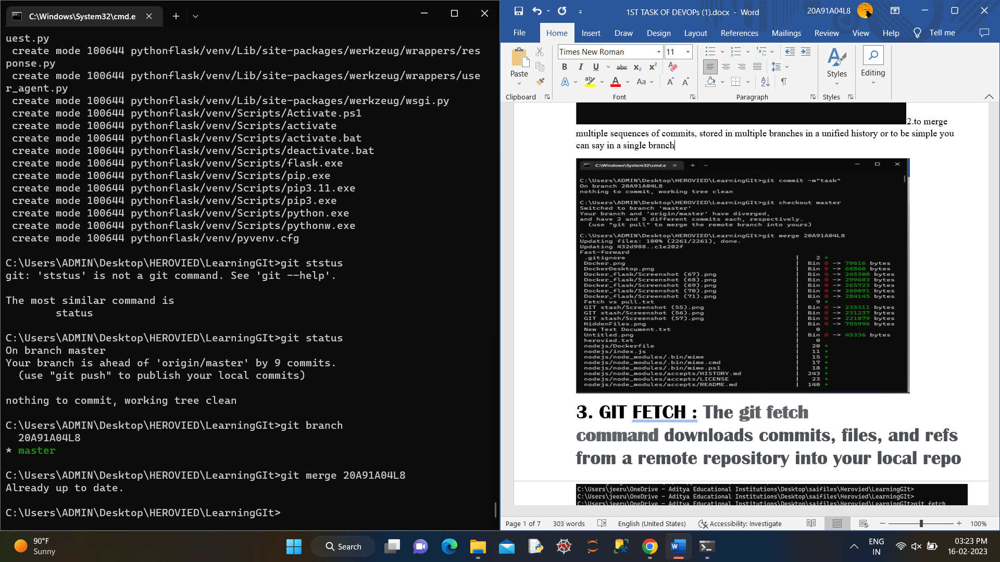 C:\Windows\System32\cmd.e
uest.py
create mode 100644 pythonflask/venv/Lib/site-packages/werkzeug/wrappers/res
ponse.py
create mode 100644 pythonflask/venv/Lib/site-packages/werkzeug/wrappers/use
r_agent.py
create mode 100644 pythonflask/venv/Lib/site-packages/werkzeug/wsgi.py
create mode 100644 pythonflask/venv/Scripts/Activate.ps1
create mode 100644 pythonflask/venv/Scripts/activate
create mode 100644 pythonflask/venv/Scripts/activate.bat
create mode 100644 pythonflask/venv/Scripts/deactivate.bat
create mode 100644 pythonflask/venv/Scripts/flask.exe
create mode 100644 pythonflask/venv/Scripts/pip.exe
create mode 100644 pythonflask/venv/Scripts/pip3.11.exe
create mode 100644 pythonflask/venv/Scripts/pip3.exe
create mode 100644 pythonflask/venv/Scripts/python.exe
create mode 100644 pythonflask/venv/Scripts/pythonw.exe
create mode 100644 pythonflask/venv/pyvenv.cfg
C:\Users\ADMIN\Desktop\HEROVIED\LearningGIt>git ststus
git: 'ststus' is not a git command. See 'git --help'.
The most similar command is
status
C:\Users\ADMIN\Desktop\HEROVIED\LearningGIt>git status
On branch master
Your branch is ahead of 'origin/master' by 9 commits.
(use "git push" to publish your local commits)
nothing to commit, working tree clean
C:\Users\ADMIN\Desktop\HEROVIED\LearningGIt>git branch
20A91A04L8
* master
C:\Users\ADMIN\Desktop\HEROVIED\LearningGIt>git merge 20A91A04L8
Already up to date.
C:\Users\ADMIN\Desktop\HEROVIED\LearningGIt>
1ST TASK OF DEVOPs (1).docx - Word
20A91A04L8
File Home Insert Draw Design Layout References Mailings Review View Help Tell me
Times New Roman 11
Paste
Styles
Editing
Clipboard Font Paragraph Styles
2.to merge
multiple sequences of commits, stored in multiple branches in a unified history or to be simple you
can say in a single branch
C:\Windows\System32\cmd.e
C:\Users\ADMIN\Desktop\HEROVIED\LearningGIt>git commit -m"task"
On branch 20A91A04L8
nothing to commit, working tree clean
C:\Users\ADMIN\Desktop\HEROVIED\LearningGIt>git checkout master
Switched to branch 'master'
Your branch and 'origin/master' have diverged,
and have 2 and 5 different commits each, respectively.
(use "git pull" to merge the remote branch into yours)
C:\Users\ADMIN\Desktop\HEROVIED\LearningGIt>git merge 20A91A04L8
Updating files: 100% (2261/2261), done.
Updating 432d988..c1e202f
Fast-forward
.gitignore | 2 +
Docker.png | Bin 0 -> 70616 bytes
DockerDesktop.png | Bin 0 -> 68860 bytes
Docker_flask/Screenshot (67).png | Bin 0 -> 245300 bytes
Docker_flask/Screenshot (68).png | Bin 0 -> 299603 bytes
Docker_flask/Screenshot (69).png | Bin 0 -> 265723 bytes
Docker_flask/Screenshot (70).png | Bin 0 -> 260091 bytes
Docker_flask/Screenshot (71).png | Bin 0 -> 284145 bytes
Fetch vs pull.txt | 9 +
GIT stash/Screenshot (55).png | Bin 0 -> 235311 bytes
GIT stash/Screenshot (56).png | Bin 0 -> 231237 bytes
GIT stash/Screenshot (57).png | Bin 0 -> 221079 bytes
HiddenFiles.png | Bin 0 -> 785996 bytes
New Text Document.txt | 0
Untitled.png | Bin 0 -> 45336 bytes
herovied.txt | 0
nodejs/Dockerfile | 20 +
nodejs/index.js | 11 +
nodejs/node_modules/.bin/mime | 15 +
nodejs/node_modules/.bin/mime.cmd | 17 +
nodejs/node_modules/.bin/mime.ps1 | 18 +
nodejs/node_modules/accepts/HISTORY.md | 243 +
nodejs/node_modules/accepts/LICENSE | 23 +
nodejs/node_modules/accepts/README.md | 140 +
3. GIT FETCH : The git fetch
command downloads commits, files, and refs
from a remote repository into your local repo
C:\Users\jeeru\OneDrive - Aditya Educational Institutions\Desktop\saifiles\Herovied\LearningGIt>
C:\Users\jeeru\OneDrive - Aditya Educational Institutions\Desktop\saifiles\Herovied\LearningGIt>
C:\Users\jeeru\OneDrive - Aditya Educational Institutions\Desktop\saifiles\Herovied\LearningGIt>git fetch
Page 1 of 7 303 words English (United States) Accessibility: Investigate 100%
90°F
Sunny
Search
ENG
IN
03:23 PM
16-02-2023